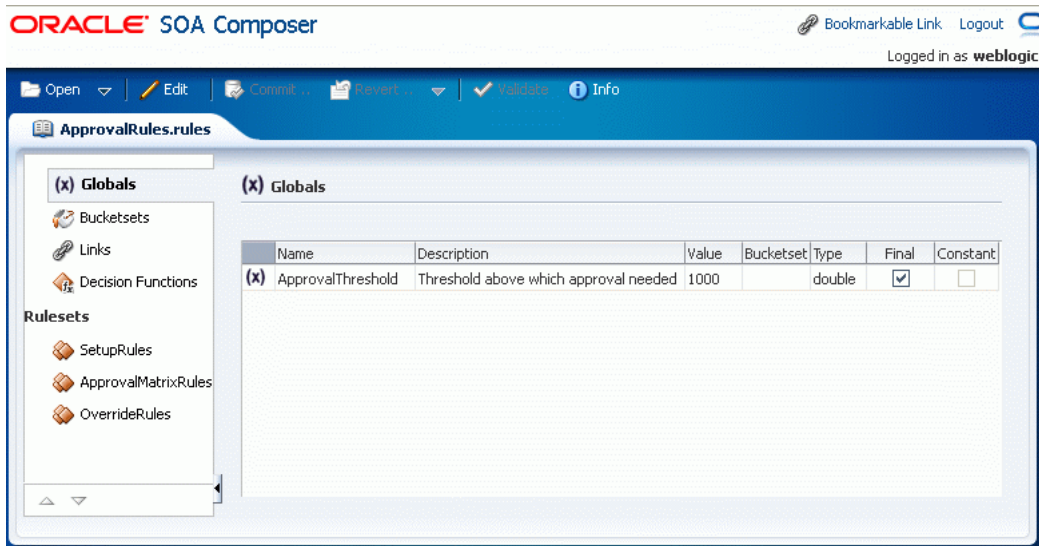 ORACLE SOA Composer
Bookmarkable Link Logout
Logged in as weblogic
Open Edit Commit .. Revert .. Validate Info
ApprovalRules.rules
(x) Globals
Bucketsets
Links
Decision Functions
Rulesets
SetupRules
ApprovalMatrixRules
OverrideRules
(x) Globals
Name Description Value Bucketset Type Final Constant
(x) ApprovalThreshold Threshold above which approval needed 1000 double